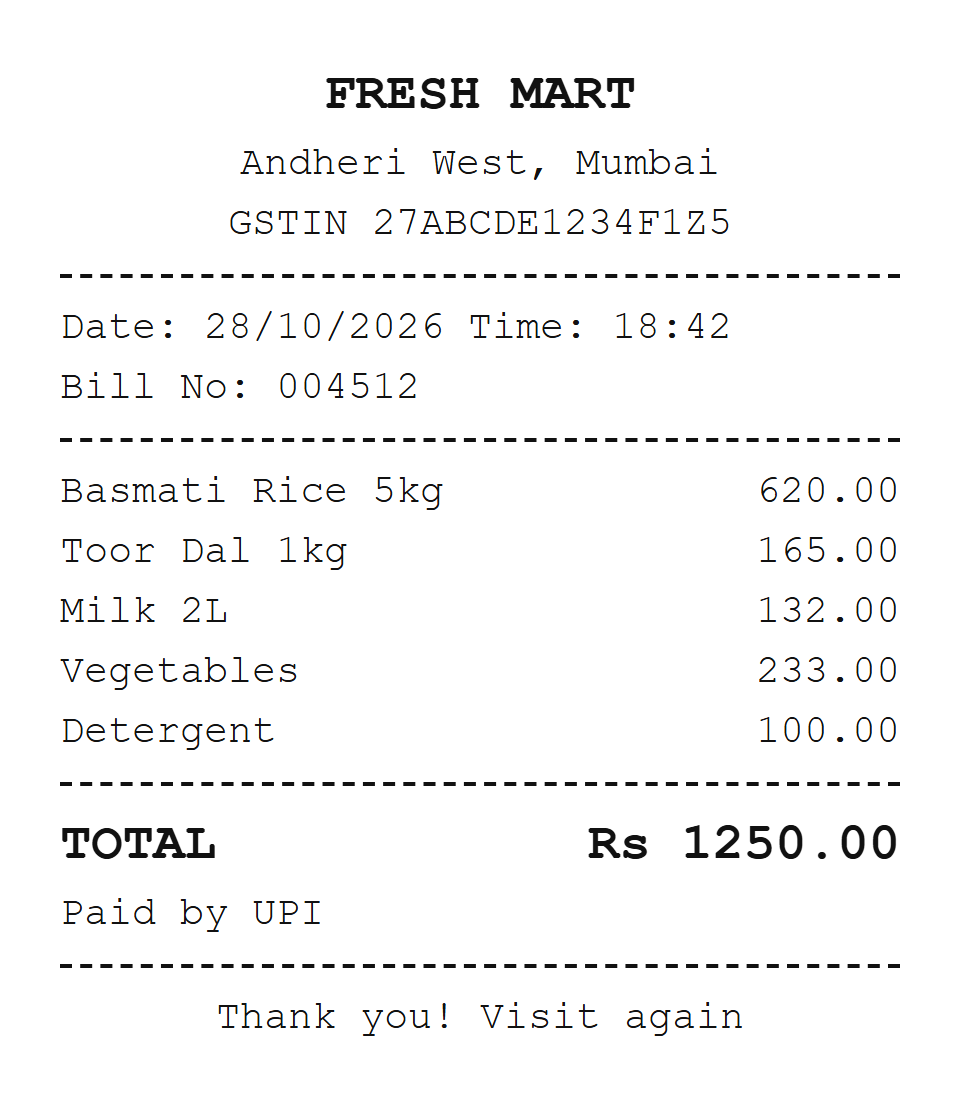 FRESH MART
Andheri West, Mumbai
GSTIN 27ABCDE1234F1Z5
Date: 28/10/2026 Time: 18:42
Bill No: 004512
Basmati Rice 5kg 620.00
Toor Dal 1kg 165.00
Milk 2L 132.00
Vegetables 233.00
Detergent 100.00
TOTAL Rs 1250.00
Paid by UPI
Thank you! Visit again